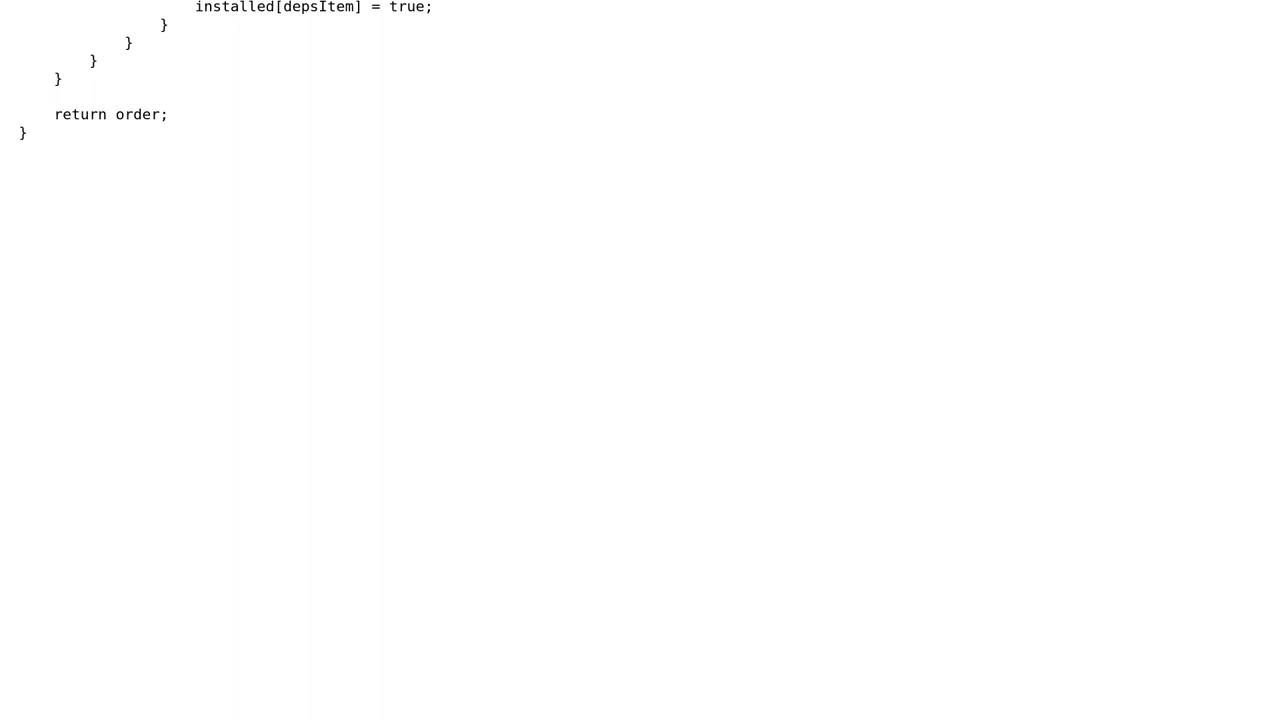 installed[depsItem] = true;
                }
            }
        }
    }

    return order;
}